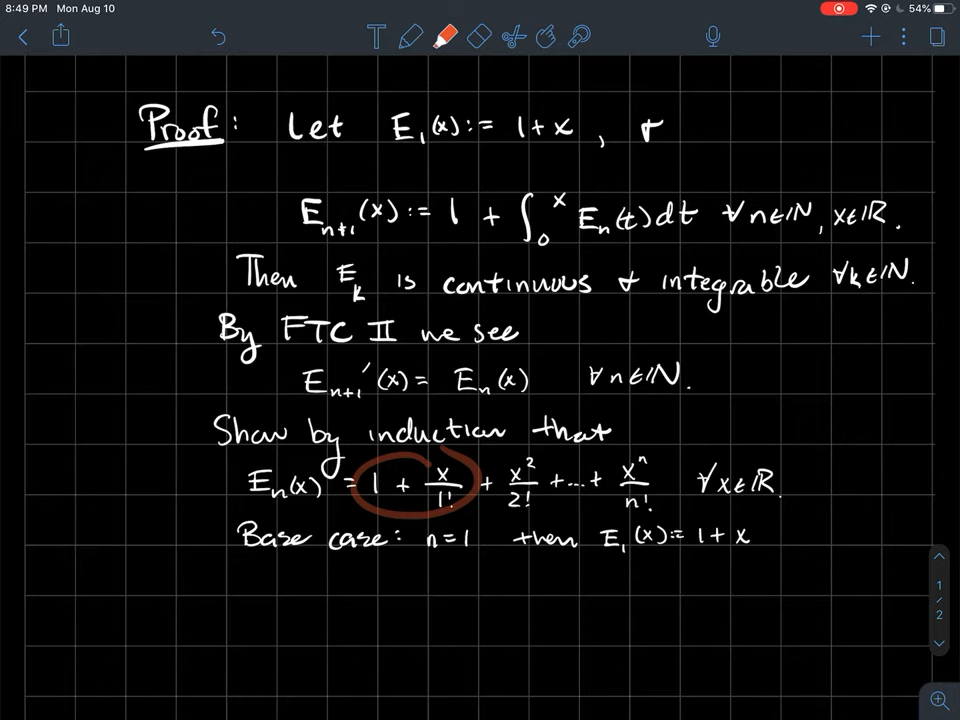 8:49 PM Mon Aug 10 54%
Proof: Let E₁(x) := 1 + x , &
Eₙ₊₁(x) := 1 + ∫₀ˣ Eₙ(t)dt ∀n∈ℕ, x∈ℝ.
Then Eₖ is continuous & integrable ∀k∈ℕ.
By FTC II we see
Eₙ₊₁′(x) = Eₙ(x) ∀n∈ℕ.
Show by induction that
Eₙ(x) = 1 + x/1! + x²/2! + ... + xⁿ/n! ∀x∈ℝ.
Base case: n=1 then E₁(x) := 1 + x
1
/
2